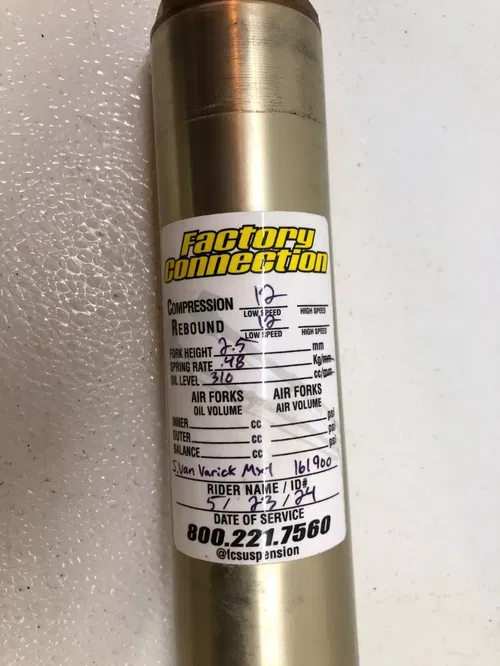 Factory
Connection
COMPRESSION 12
LOW SPEED HIGH SPEED
REBOUND 12
LOW SPEED HIGH SPEED
FORK HEIGHT 2.5 mm
SPRING RATE .48 Kg/mm
OIL LEVEL 310 cc/mm
AIR FORKS AIR FORKS
OIL VOLUME AIR VOLUME
INNER cc psi
OUTER cc psi
BALANCE cc psi
J. Van Varick 161900
RIDER NAME / ID#
5/ 23 / 24
DATE OF SERVICE
800.221.7560
@fcsuspension